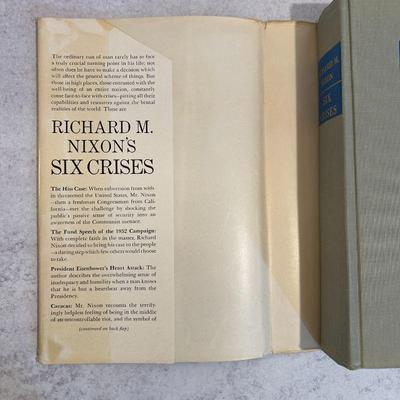 The ordinary run of man rarely has to face
a truly crucial turning point in his life; not
often does he have to make a decision which
will affect the general scheme of things. But
those in high places, those entrusted with
the well-being of an entire nation, constantly
come face-to-face with crises—pitting all their
capabilities and resources against the brutal
realities of the world. These are
RICHARD M.
NIXON'S
SIX CRISES
The Hiss Case: When subversion from with-
in threatened the United States, Mr. Nixon
—then a freshman Congressman from Cali-
fornia—met the challenge by shocking the
public's passive sense of security into an
awareness of the Communist menace.
The Fund Speech of the 1952 Campaign:
With complete faith in the master, Richard
Nixon decided to bring his case to the people
—a daring step which few others would choose
to take.
President Eisenhower's Heart Attack: The
author describes the overwhelming sense of
inadequacy and humility when a man knows
that he is but a heartbeat away from the
Presidency.
Caracas: Mr. Nixon recounts the terrify-
ingly helpless feeling of being in the middle
of an uncontrollable riot, and the symbol of
(continued on back flap)
RICHARD M.
NIXON
SIX
CRISES